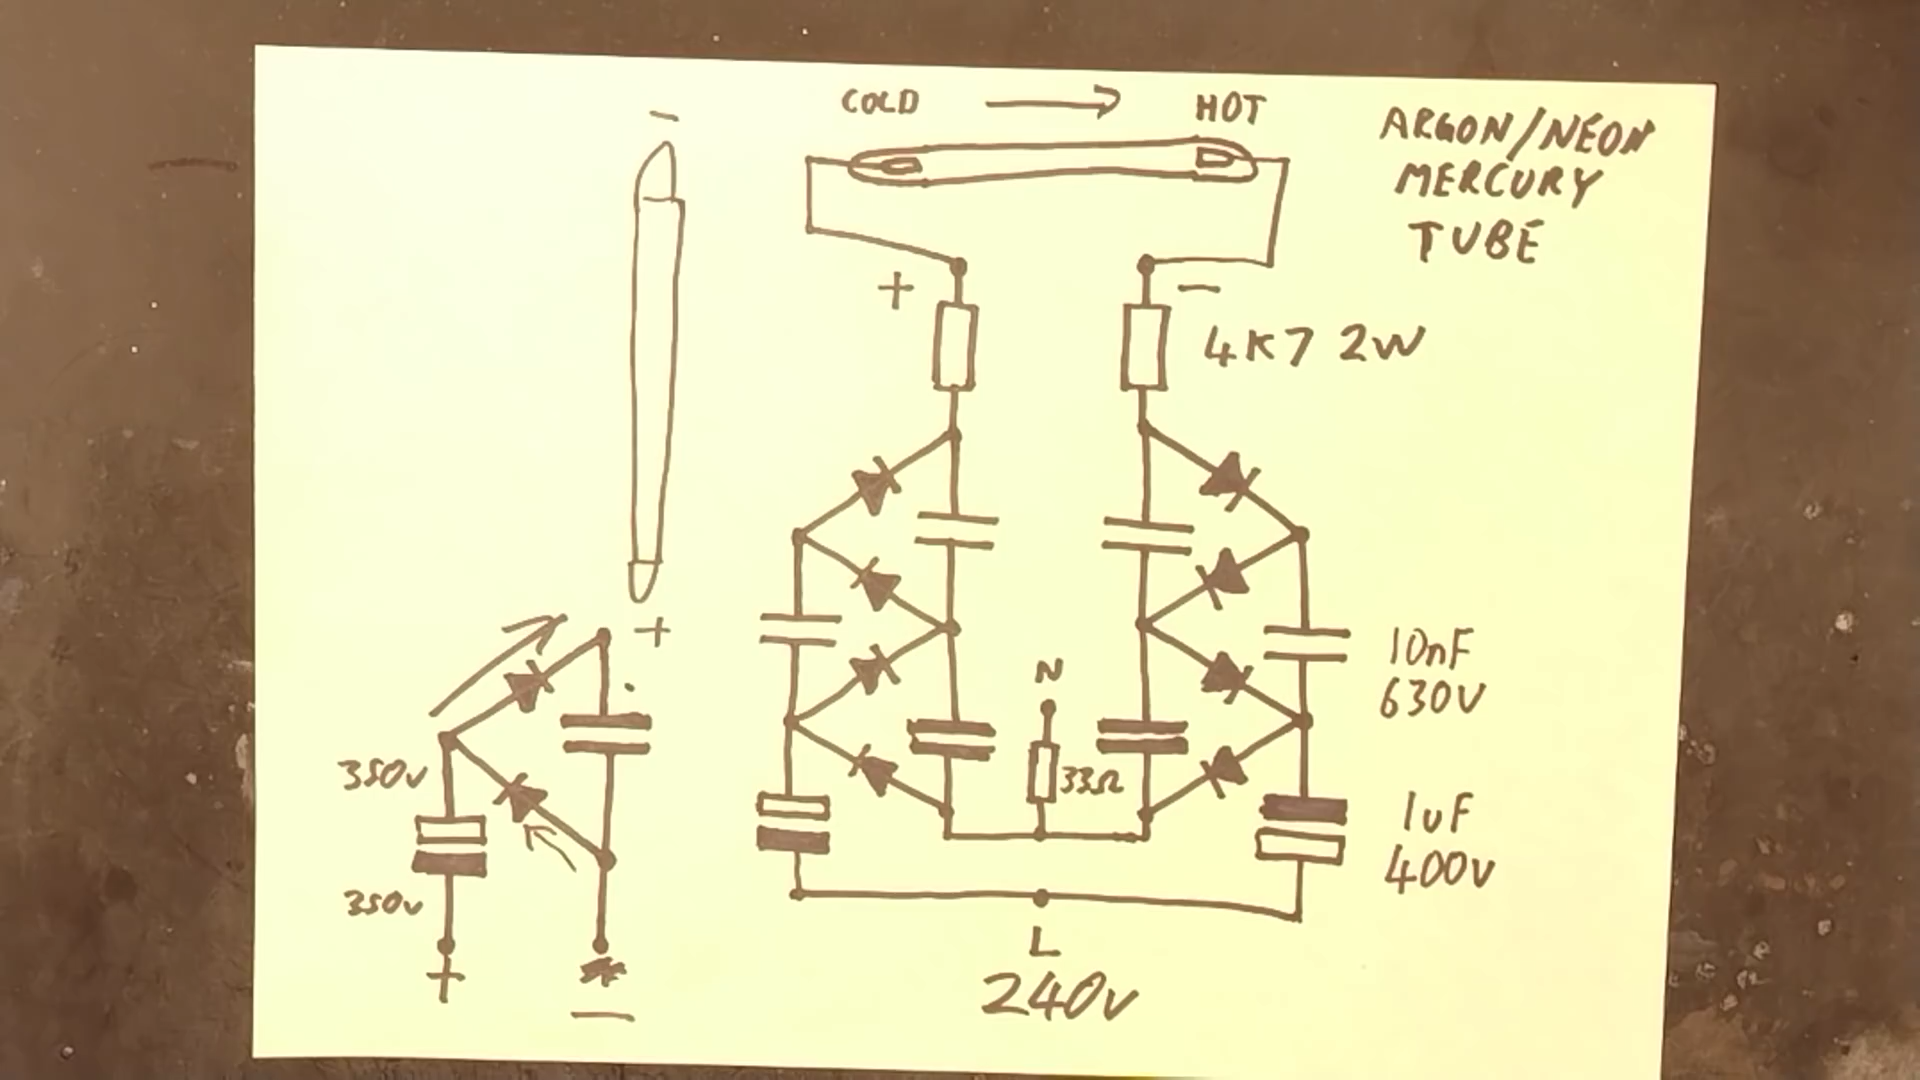 COLD → HOT
ARGON/NEON
MERCURY
TUBE
−
+ −
4K7 2W
+
N
10nF
630V
350v
33Ω
1uF
400V
350v
L
+ −
240v